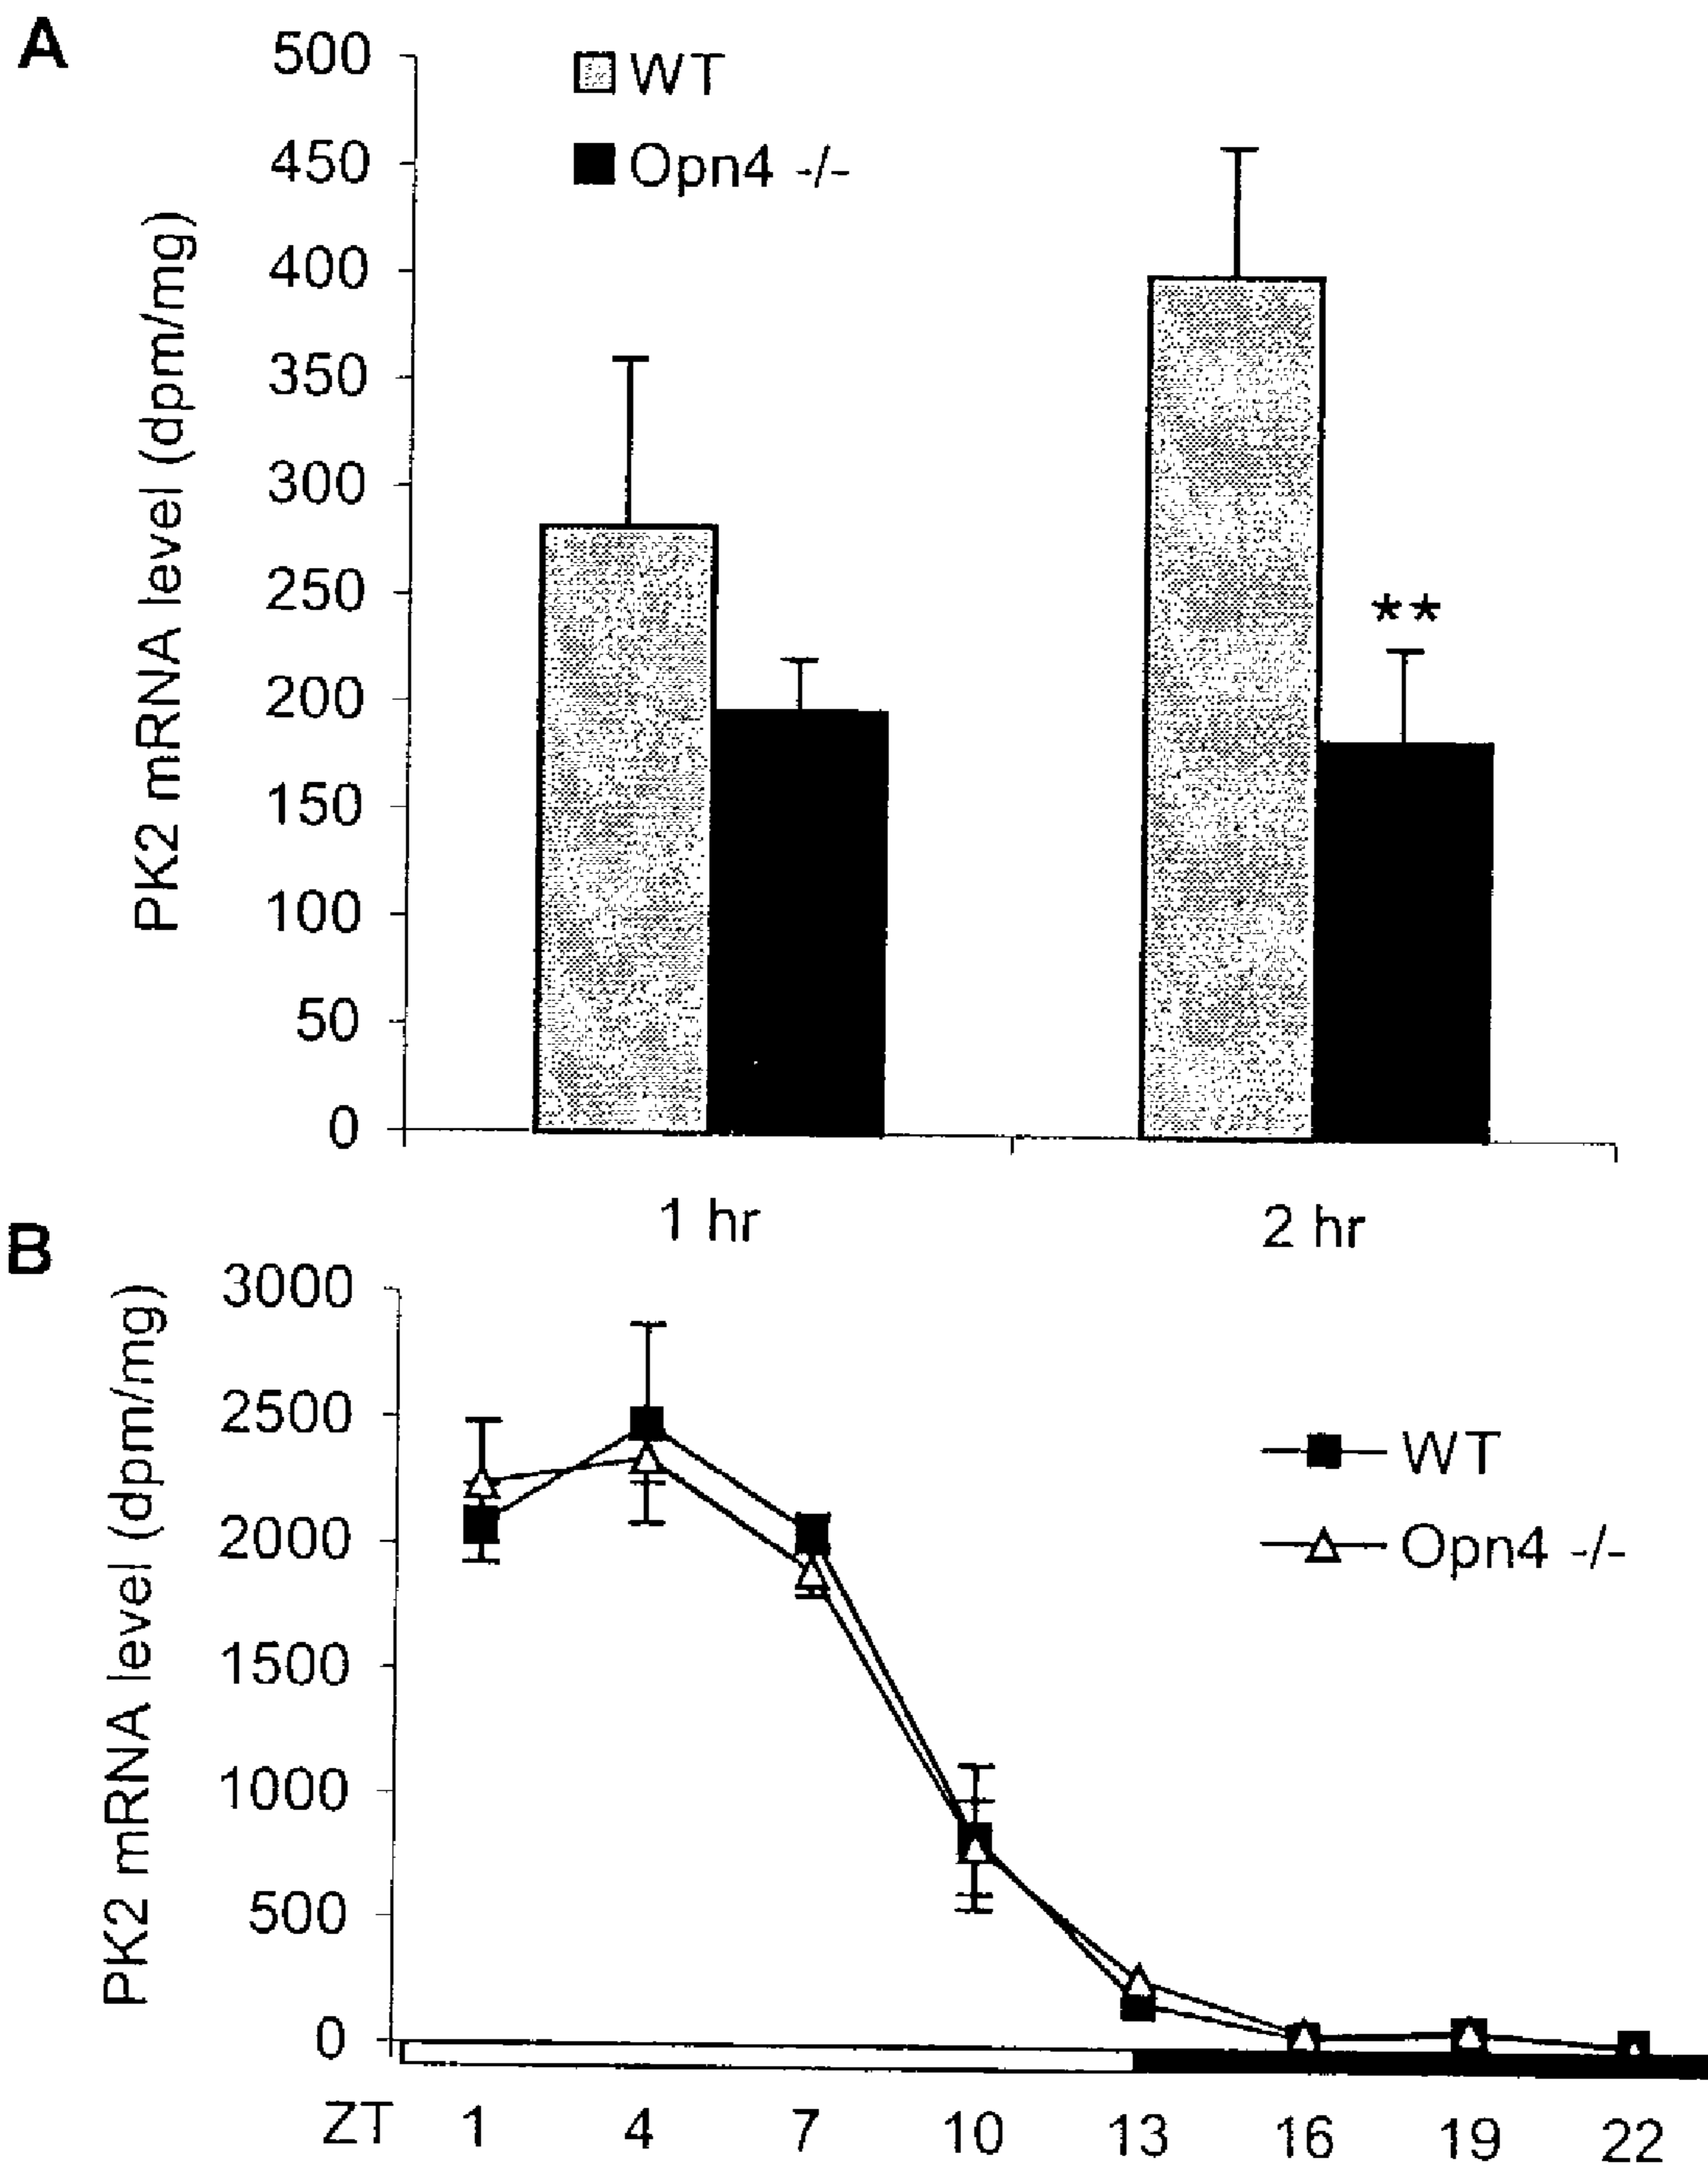 A
500
450
400
350
300
250
200
150
100
50
0
PK2 mRNA level (dpm/mg)
WT
Opn4 -/-
**
1 hr
2 hr
B
3000
2500
2000
1500
1000
500
0
PK2 mRNA level (dpm/mg)
WT
Opn4 -/-
ZT 1 4 7 10 13 16 19 22